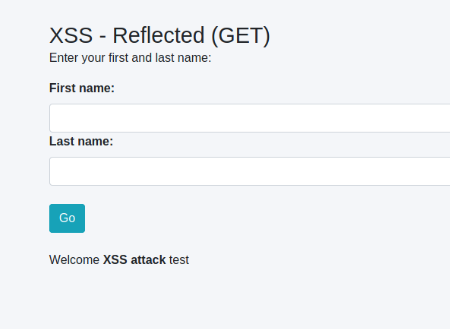 XSS - Reflected (GET)
Enter your first and last name:
First name:
Last name:
Go
Welcome XSS attack test